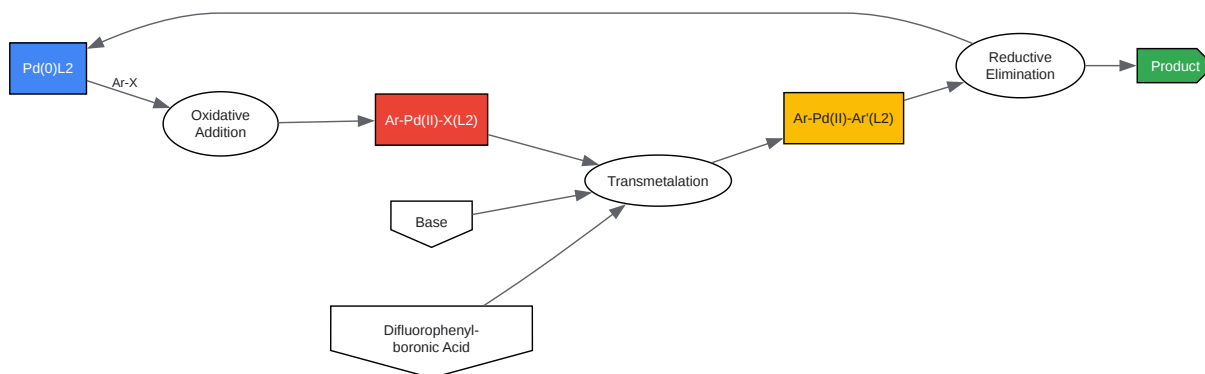 Pd(0)L2
Ar-X
Oxidative
Addition
Ar-Pd(II)-X(L2)
Base
Difluorophenyl-
boronic Acid
Transmetalation
Ar-Pd(II)-Ar'(L2)
Reductive
Elimination
Product